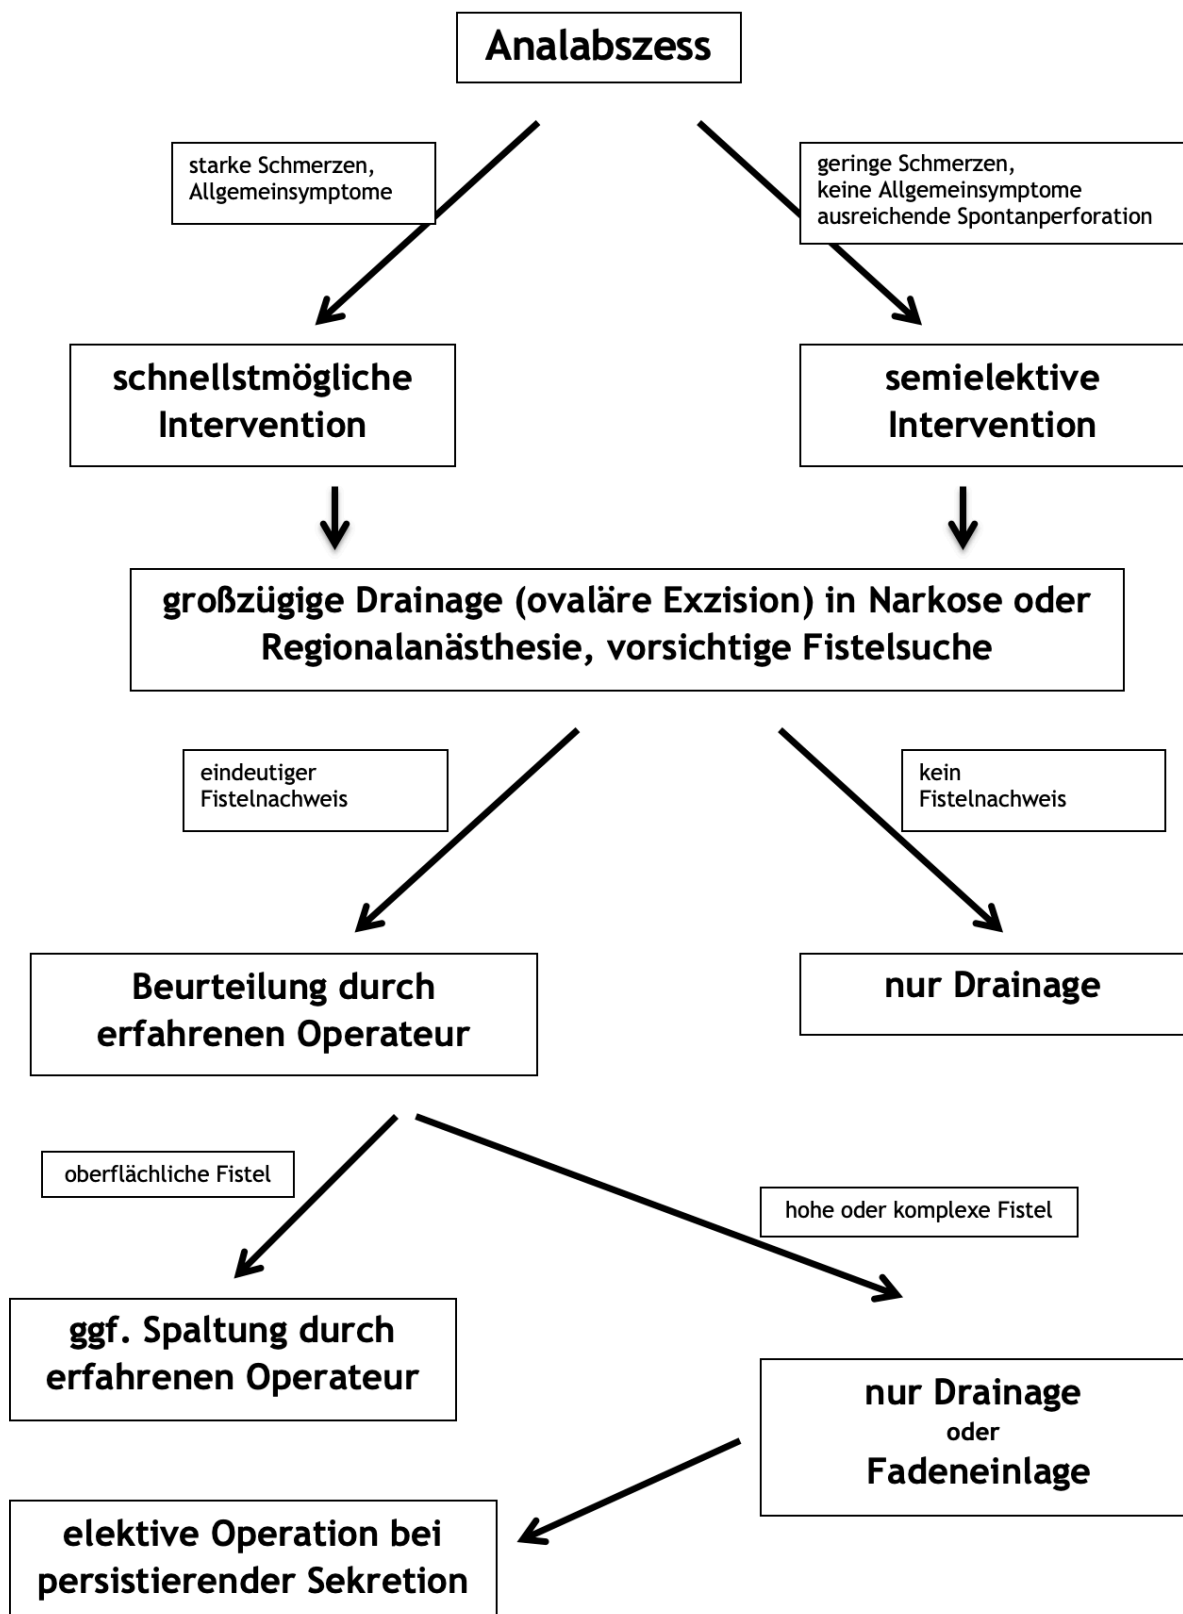 Analabszess
starke Schmerzen,
Allgemeinsymptome
geringe Schmerzen,
keine Allgemeinsymptome
ausreichende Spontanperforation
schnellstmögliche
Intervention
semielektive
Intervention
großzügige Drainage (ovaläre Exzision) in Narkose oder
Regionalanästhesie, vorsichtige Fistelsuche
eindeutiger
Fistelnachweis
kein
Fistelnachweis
Beurteilung durch
erfahrenen Operateur
nur Drainage
oberflächliche Fistel
hohe oder komplexe Fistel
ggf. Spaltung durch
erfahrenen Operateur
nur Drainage
oder
Fadeneinlage
elektive Operation bei
persistierender Sekretion